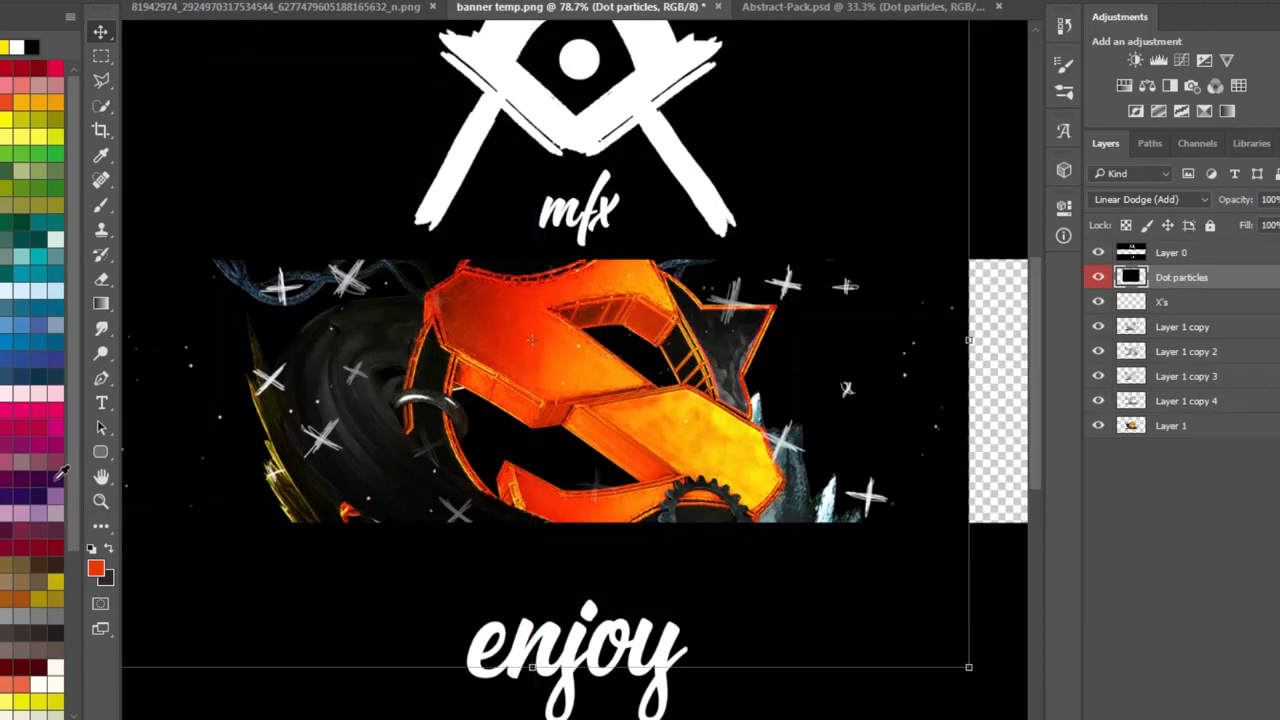 81942974_2924970317534544_6277479605188165632_n.png × banner temp.png @ 78.7% (Dot particles, RGB/8) * × Abstract-Pack.psd @ 33.3% (Dot particles, RGB/... ×
Adjustments
Add an adjustment
Layers Paths Channels Libraries
Kind
Linear Dodge (Add) Opacity: 100%
Lock: Fill: 100%
Layer 0
Dot particles
X's
Layer 1 copy
Layer 1 copy 2
Layer 1 copy 3
Layer 1 copy 4
Layer 1
mfx
enjoy